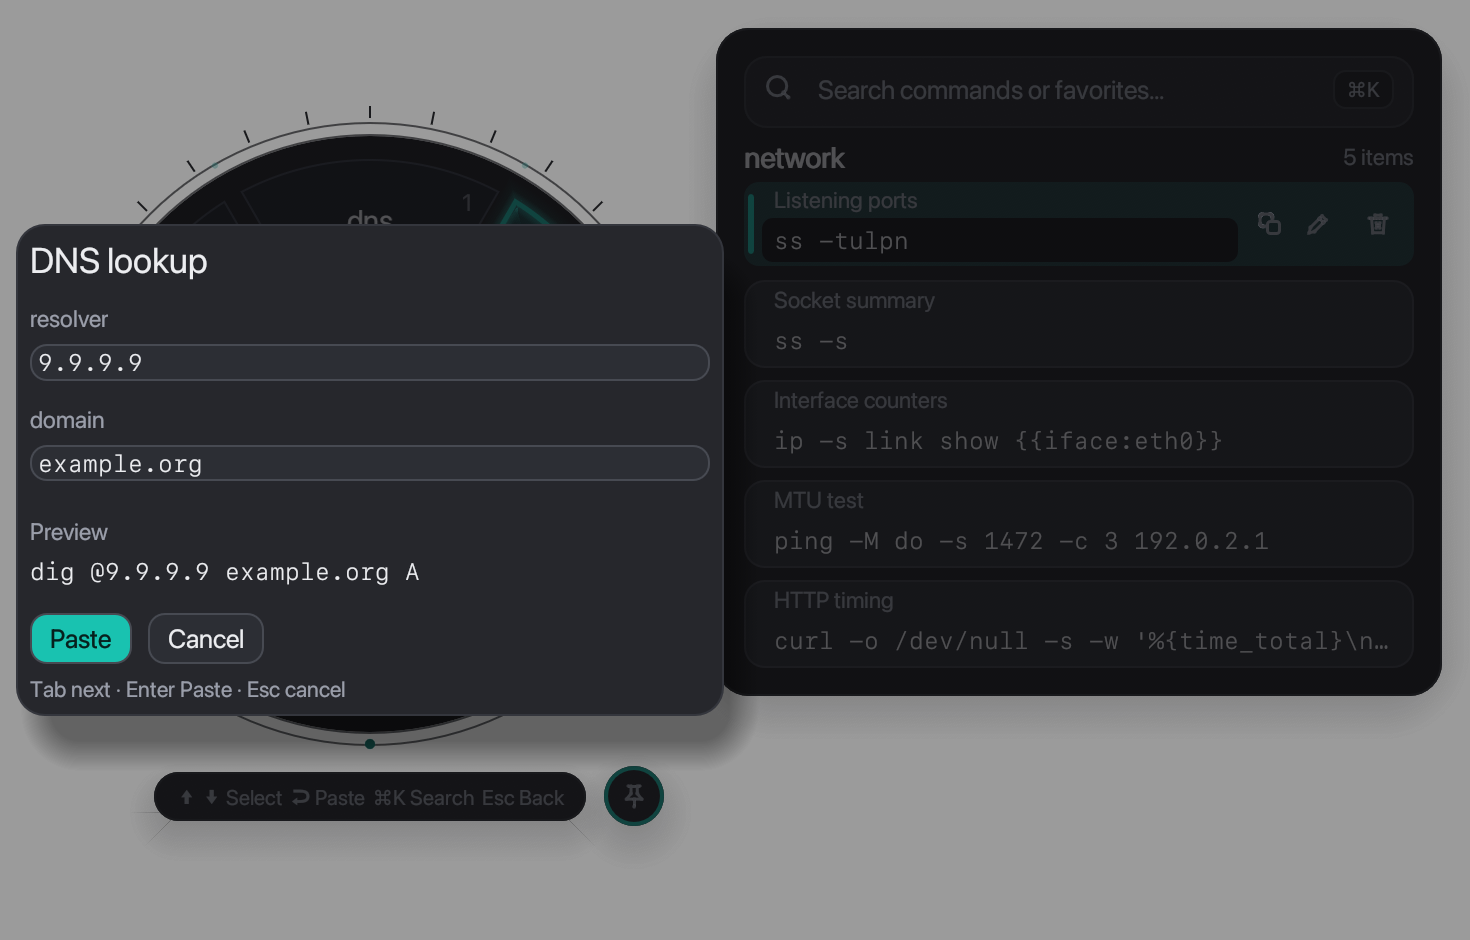 Search commands or favorites...
⌘K
network
5 items
Listening ports
ss -tulpn
Socket summary
ss -s
Interface counters
ip -s link show {{iface:eth0}}
MTU test
ping -M do -s 1472 -c 3 192.0.2.1
HTTP timing
curl -o /dev/null -s -w '%{time_total}\n…
1
dns
DNS lookup
resolver
9.9.9.9
domain
example.org
Preview
dig @9.9.9.9 example.org A
Paste
Cancel
Tab next · Enter Paste · Esc cancel
Select Paste ⌘K Search Esc Back